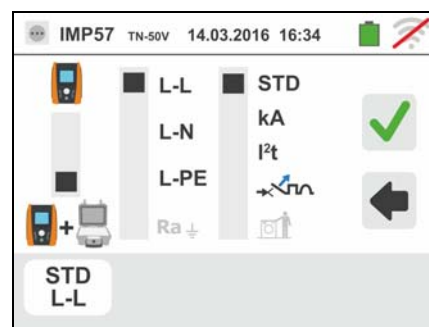 IMP57 TN-50V 14.03.2016 16:34
L-L STD
L-N kA
I²t
L-PE
+ Ra
STD
L-L